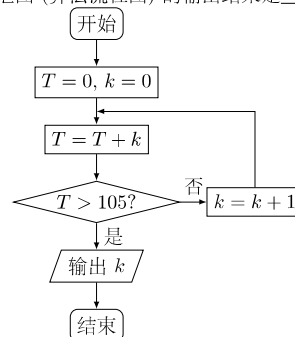 开始
T = 0, k = 0
T = T + k
T > 105?
否
k = k + 1
是
输出 k
结束